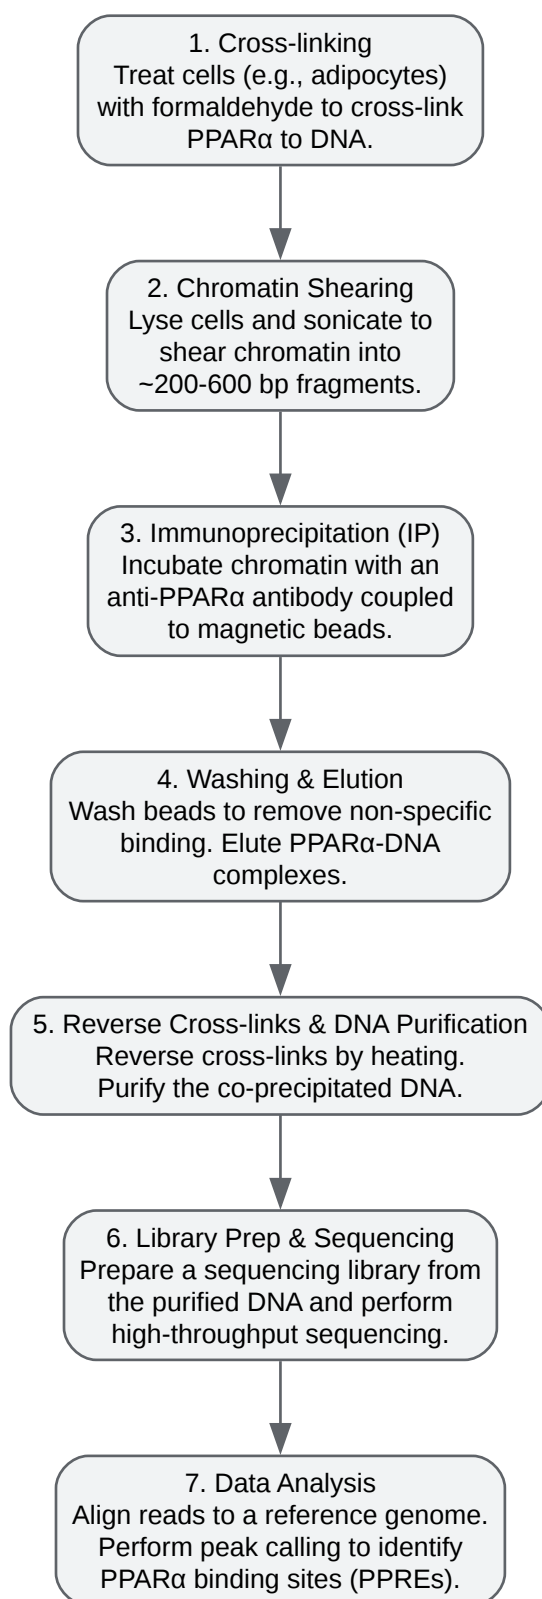 1. Cross-linking
Treat cells (e.g., adipocytes)
with formaldehyde to cross-link
PPARα to DNA.
2. Chromatin Shearing
Lyse cells and sonicate to
shear chromatin into
~200-600 bp fragments.
3. Immunoprecipitation (IP)
Incubate chromatin with an
anti-PPARα antibody coupled
to magnetic beads.
4. Washing & Elution
Wash beads to remove non-specific
binding. Elute PPARα-DNA
complexes.
5. Reverse Cross-links & DNA Purification
Reverse cross-links by heating.
Purify the co-precipitated DNA.
6. Library Prep & Sequencing
Prepare a sequencing library from
the purified DNA and perform
high-throughput sequencing.
7. Data Analysis
Align reads to a reference genome.
Perform peak calling to identify
PPARα binding sites (PPREs).